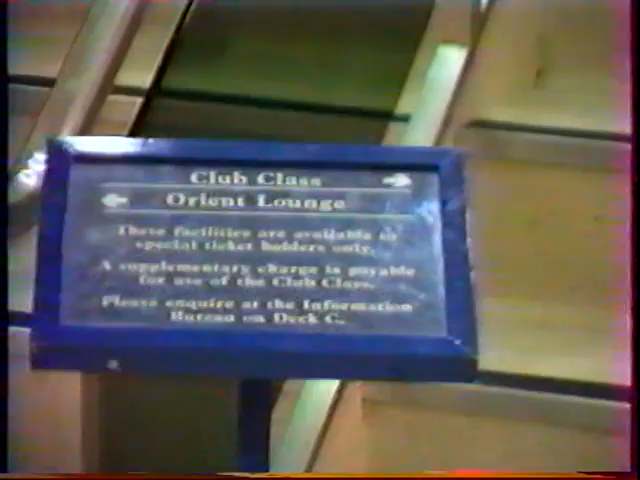 Club Class →
← Orient Lounge
These facilities are available to
special ticket holders only.
A supplementary charge is payable
for use of the Club Class.
Please enquire at the Information
Bureau on Deck C.